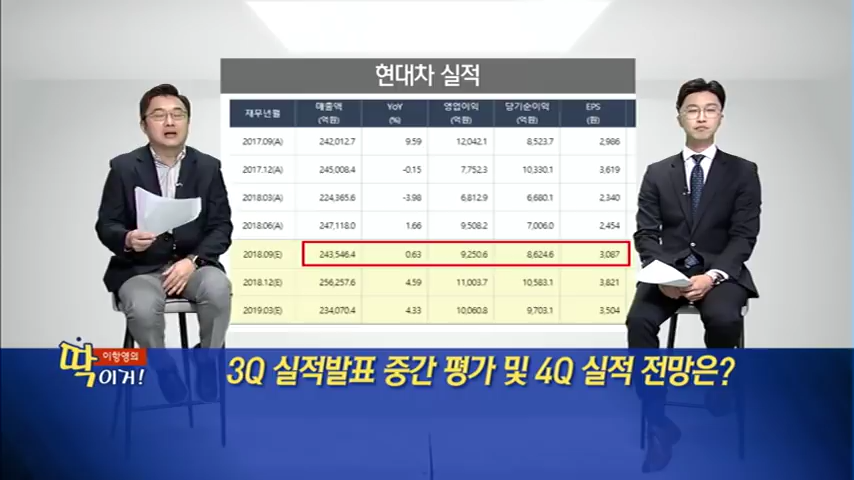 현대차 실적
재무년월 매출액 (억원) YoY (%) 영업이익 (억원) 당기순이익 (억원) EPS (원)
2017.09(A) 242,012.7 9.59 12,042.1 8,523.7 2,986
2017.12(A) 245,008.4 -0.15 7,752.3 10,330.1 3,619
2018.03(A) 224,365.6 -3.98 6,812.9 6,680.1 2,340
2018.06(A) 247,118.0 1.66 9,508.2 7,006.0 2,454
2018.09(E) 243,546.4 0.63 9,250.6 8,624.6 3,087
2018.12(E) 256,257.6 4.59 11,003.7 10,583.1 3,821
2019.03(E) 234,070.4 4.33 10,060.8 9,703.1 3,504
이항영의
딱 이거!
3Q 실적발표 중간 평가 및 4Q 실적 전망은?